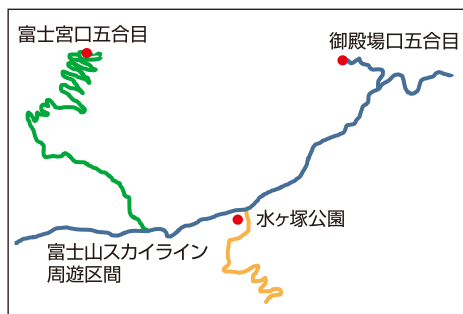 富士宮口五合目
御殿場口五合目
水ヶ塚公園
富士山スカイライン
周遊区間